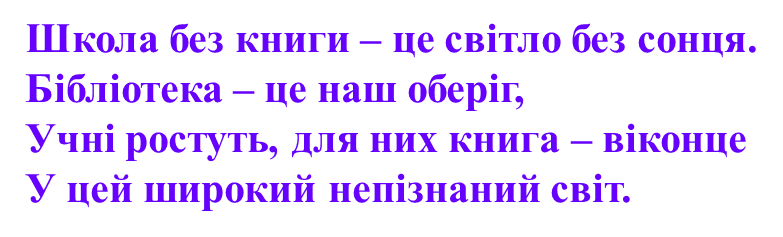 Школа без книги – це світло без сонця.
Бібліотека – це наш оберіг,
Учні ростуть, для них книга – віконце
У цей широкий непізнаний світ.